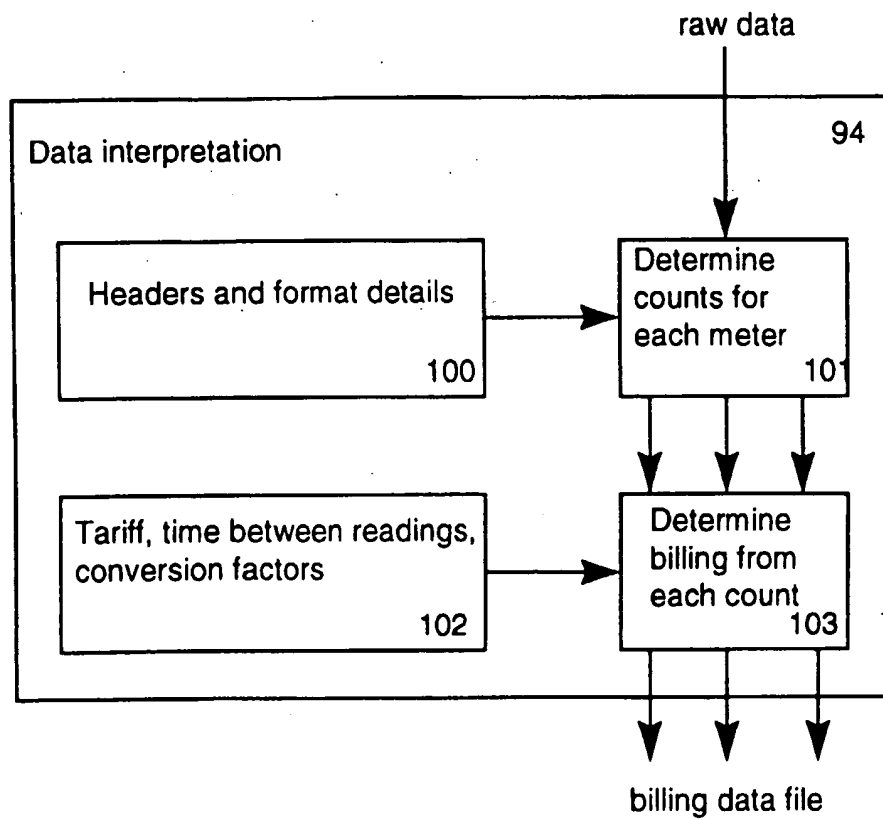 raw data
94
Data interpretation
Headers and format details
100
Determine
counts for
each meter
101
Tariff, time between readings,
conversion factors
102
Determine
billing from
each count
103
billing data file